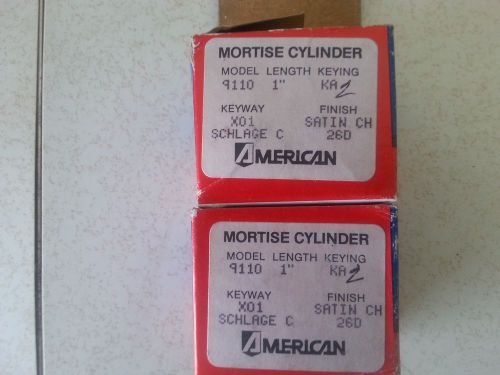 MORTISE CYLINDER
MODEL LENGTH KEYING
9110 1" KA2
KEYWAY FINISH
X01 SATIN CH
SCHLAGE C 26D
AMERICAN
MORTISE CYLINDER
MODEL LENGTH KEYING
9110 1" KA2
KEYWAY FINISH
X01 SATIN CH
SCHLAGE C 26D
AMERICAN